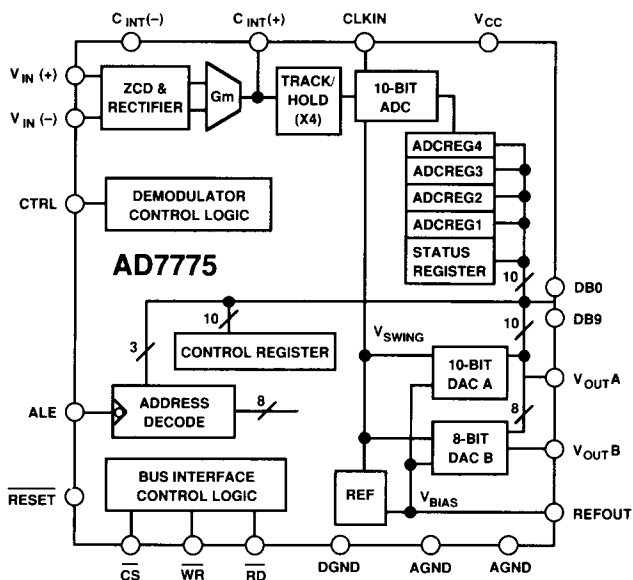 C INT(–)
C INT(+)
CLKIN
VCC
VIN (+)
VIN (–)
ZCD &
RECTIFIER
Gm
TRACK/
HOLD
(X4)
10-BIT
ADC
ADCREG4
ADCREG3
ADCREG2
ADCREG1
STATUS
REGISTER
CTRL
DEMODULATOR
CONTROL LOGIC
AD7775
10
DB0
DB9
10
10
3
CONTROL REGISTER
VSWING
10-BIT
DAC A
VOUTA
ALE
ADDRESS
DECODE
8
8
8-BIT
DAC B
VOUTB
RESET
BUS INTERFACE
CONTROL LOGIC
REF
VBIAS
REFOUT
CS
WR
RD
DGND
AGND
AGND